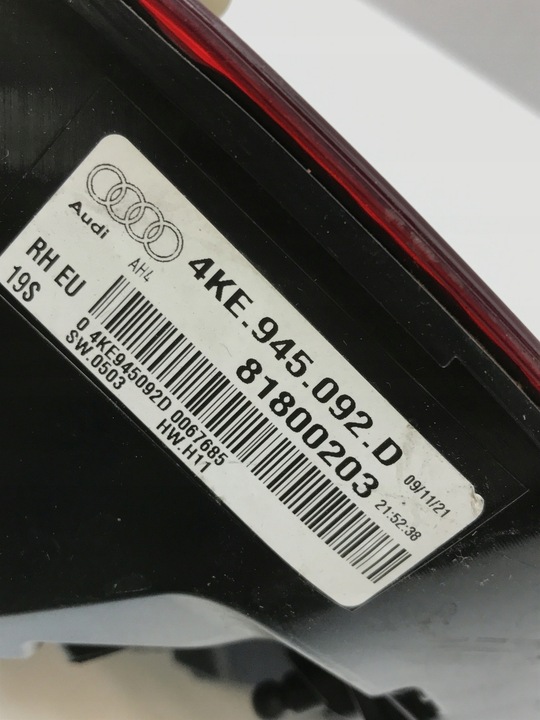 Audi
AH4
4KE.945.092.D
RH EU
19S
81800203
09/11/21
21:52:38
0 4KE945092D 0067685
SW.0503
HW.H11